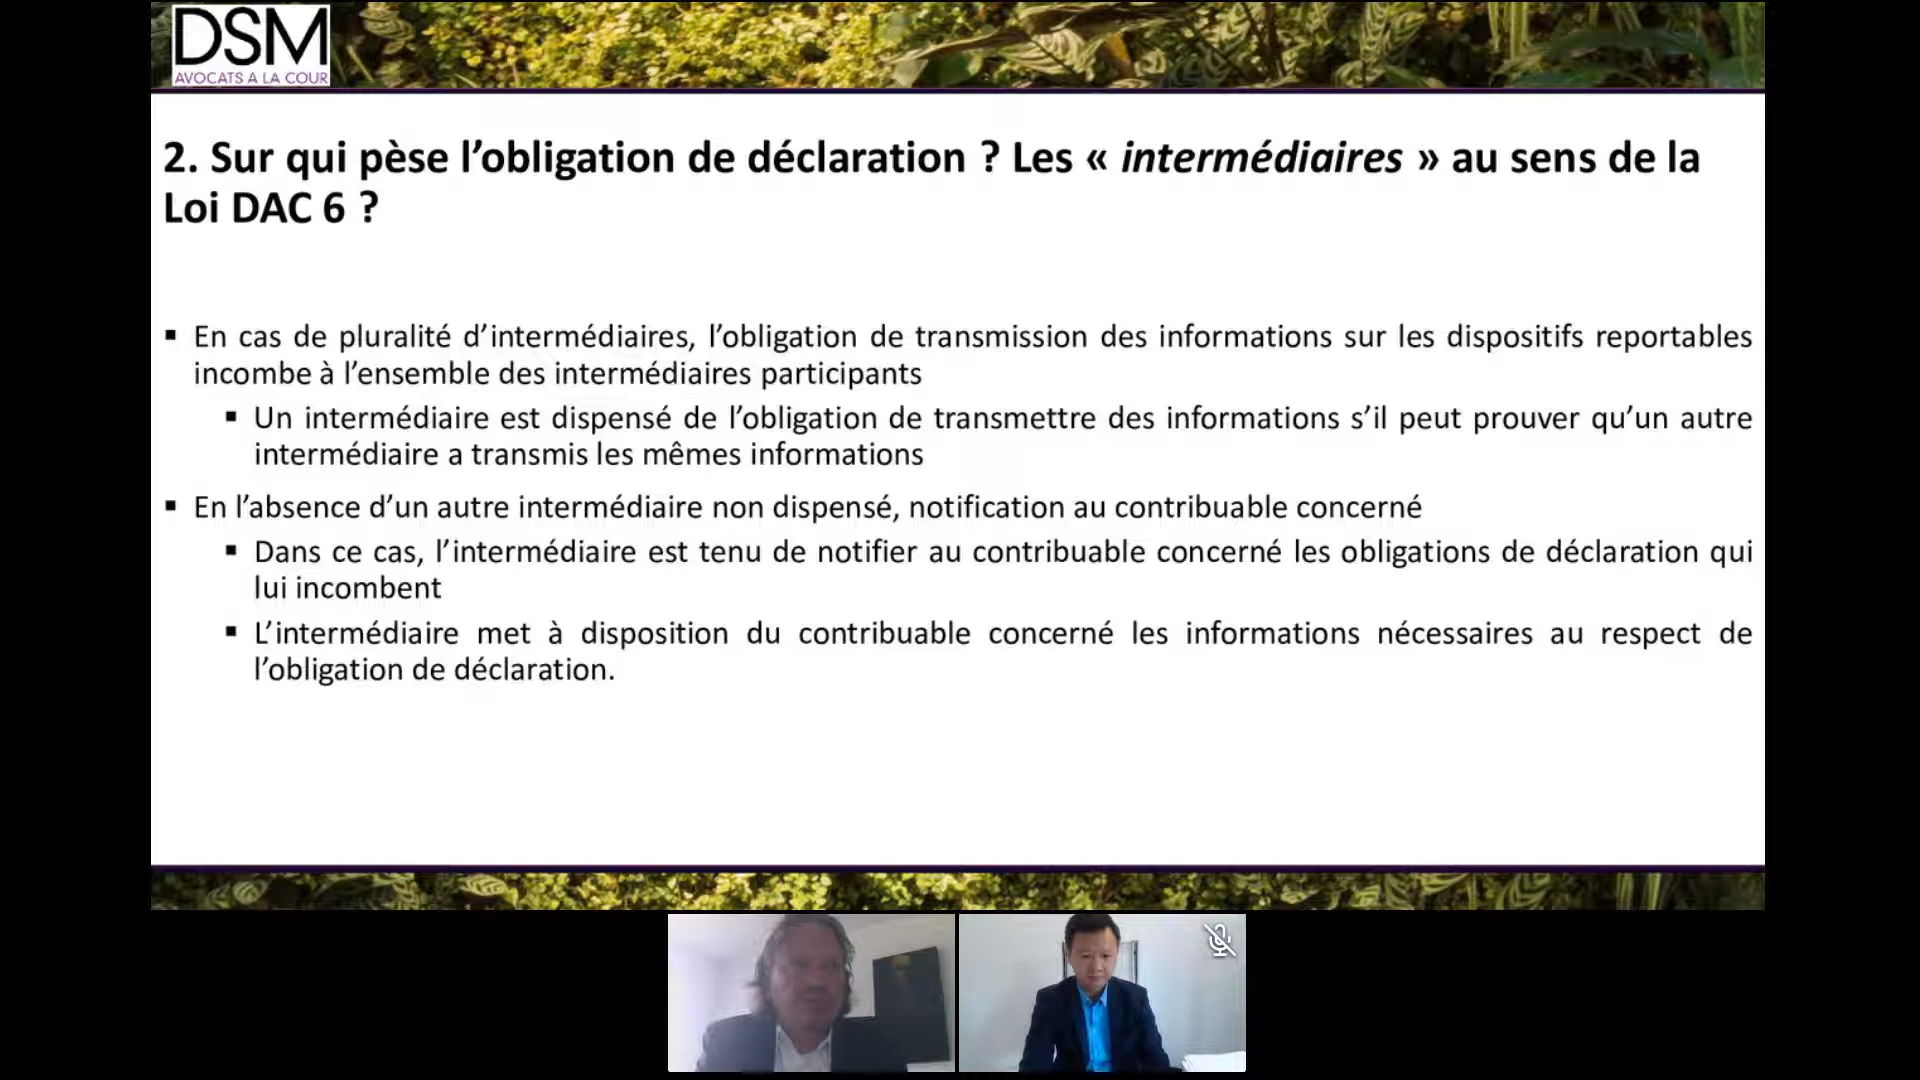 DSM
AVOCATS A LA COUR
2. Sur qui pèse l’obligation de déclaration ? Les « intermédiaires » au sens de la
Loi DAC 6 ?
▪ En cas de pluralité d’intermédiaires, l’obligation de transmission des informations sur les dispositifs reportables
incombe à l’ensemble des intermédiaires participants
▪ Un intermédiaire est dispensé de l’obligation de transmettre des informations s’il peut prouver qu’un autre
intermédiaire a transmis les mêmes informations
▪ En l’absence d’un autre intermédiaire non dispensé, notification au contribuable concerné
▪ Dans ce cas, l’intermédiaire est tenu de notifier au contribuable concerné les obligations de déclaration qui
lui incombent
▪ L’intermédiaire met à disposition du contribuable concerné les informations nécessaires au respect de
l’obligation de déclaration.